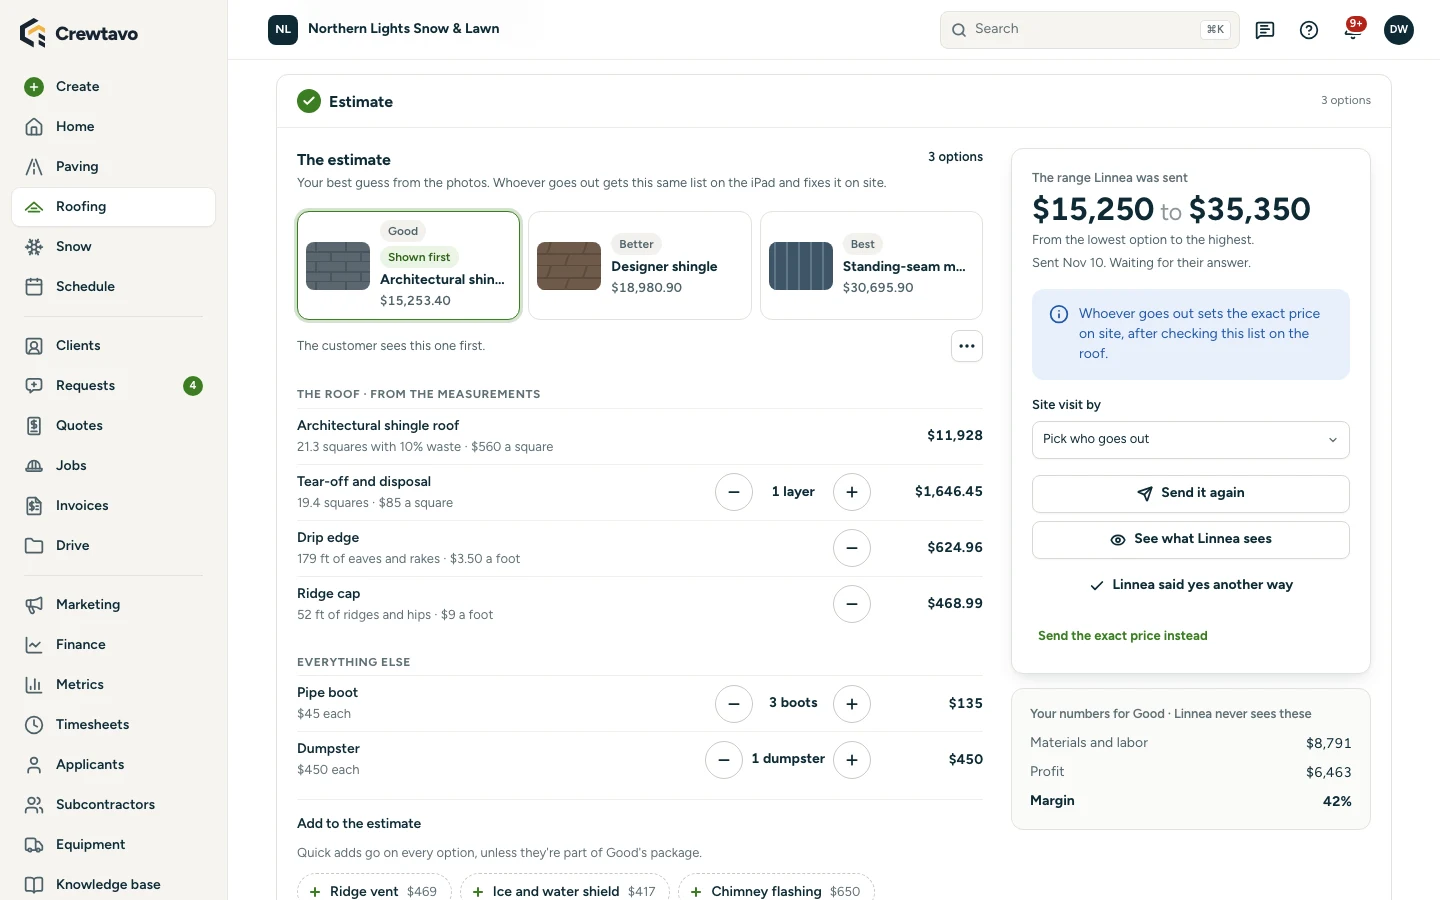 Crewtavo
Create
Home
Paving
Roofing
Snow
Schedule
Clients
Requests 4
Quotes
Jobs
Invoices
Drive
Marketing
Finance
Metrics
Timesheets
Applicants
Subcontractors
Equipment
Knowledge base
NL Northern Lights Snow & Lawn
Search ⌘K
9+
DW
Estimate
3 options
The estimate
3 options
Your best guess from the photos. Whoever goes out gets this same list on the iPad and fixes it on site.
Good
Shown first
Architectural shin...
$15,253.40
Better
Designer shingle
$18,980.90
Best
Standing-seam m...
$30,695.90
The customer sees this one first.
THE ROOF · FROM THE MEASUREMENTS
Architectural shingle roof
21.3 squares with 10% waste · $560 a square
$11,928
Tear-off and disposal
19.4 squares · $85 a square
1 layer
$1,646.45
Drip edge
179 ft of eaves and rakes · $3.50 a foot
$624.96
Ridge cap
52 ft of ridges and hips · $9 a foot
$468.99
EVERYTHING ELSE
Pipe boot
$45 each
3 boots
$135
Dumpster
$450 each
1 dumpster
$450
Add to the estimate
Quick adds go on every option, unless they're part of Good's package.
Ridge vent $469
Ice and water shield $417
Chimney flashing $650
The range Linnea was sent
$15,250 to $35,350
From the lowest option to the highest.
Sent Nov 10. Waiting for their answer.
Whoever goes out sets the exact price
on site, after checking this list on the
roof.
Site visit by
Pick who goes out
Send it again
See what Linnea sees
Linnea said yes another way
Send the exact price instead
Your numbers for Good · Linnea never sees these
Materials and labor $8,791
Profit $6,463
Margin 42%